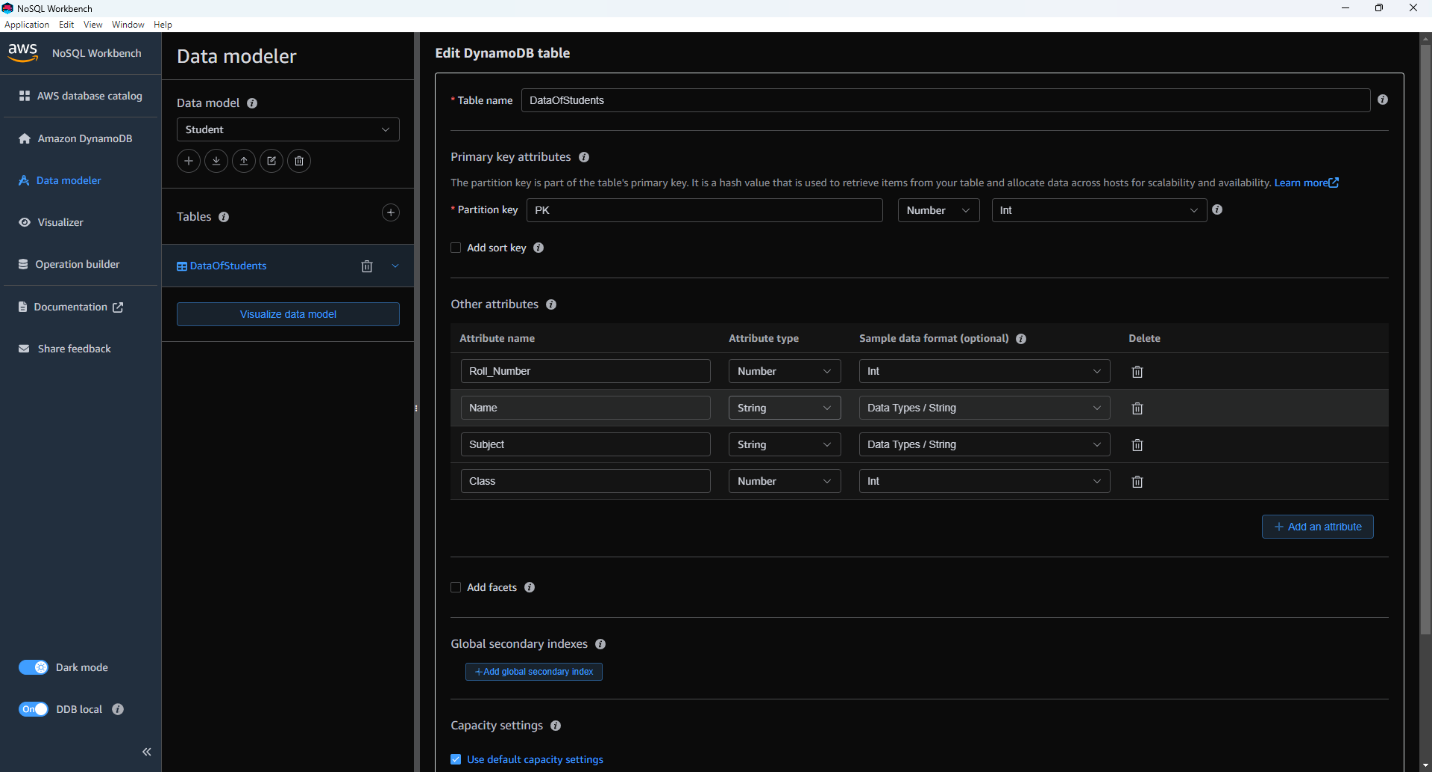 NoSQL Workbench
Application Edit View Window Help
aws NoSQL Workbench
AWS database catalog
Amazon DynamoDB
Data modeler
Visualizer
Operation builder
Documentation
Share feedback
Dark mode
On DDB local
Data modeler
Data model
Student
Tables
DataOfStudents
Visualize data model
Edit DynamoDB table
* Table name DataOfStudents
Primary key attributes
The partition key is part of the table's primary key. It is a hash value that is used to retrieve items from your table and allocate data across hosts for scalability and availability. Learn more
* Partition key PK Number Int
Add sort key
Other attributes
Attribute name Attribute type Sample data format (optional) Delete
Roll_Number Number Int
Name String Data Types / String
Subject String Data Types / String
Class Number Int
+ Add an attribute
Add facets
Global secondary indexes
+Add global secondary index
Capacity settings
Use default capacity settings